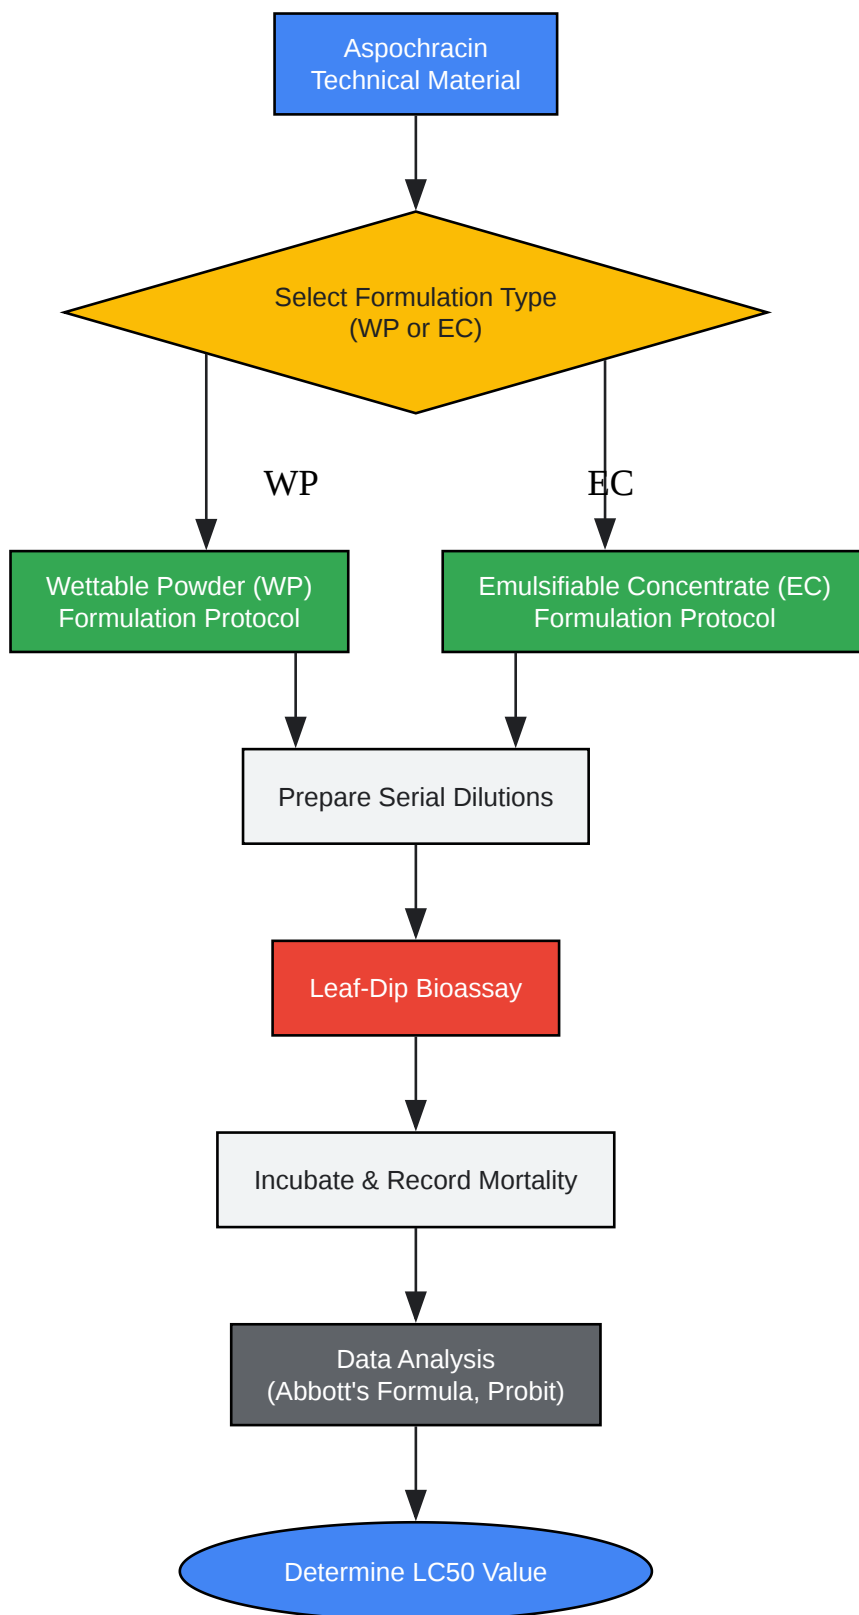 Aspochracin
Technical Material
Select Formulation Type
(WP or EC)
WP
EC
Wettable Powder (WP)
Formulation Protocol
Emulsifiable Concentrate (EC)
Formulation Protocol
Prepare Serial Dilutions
Leaf-Dip Bioassay
Incubate & Record Mortality
Data Analysis
(Abbott's Formula, Probit)
Determine LC50 Value